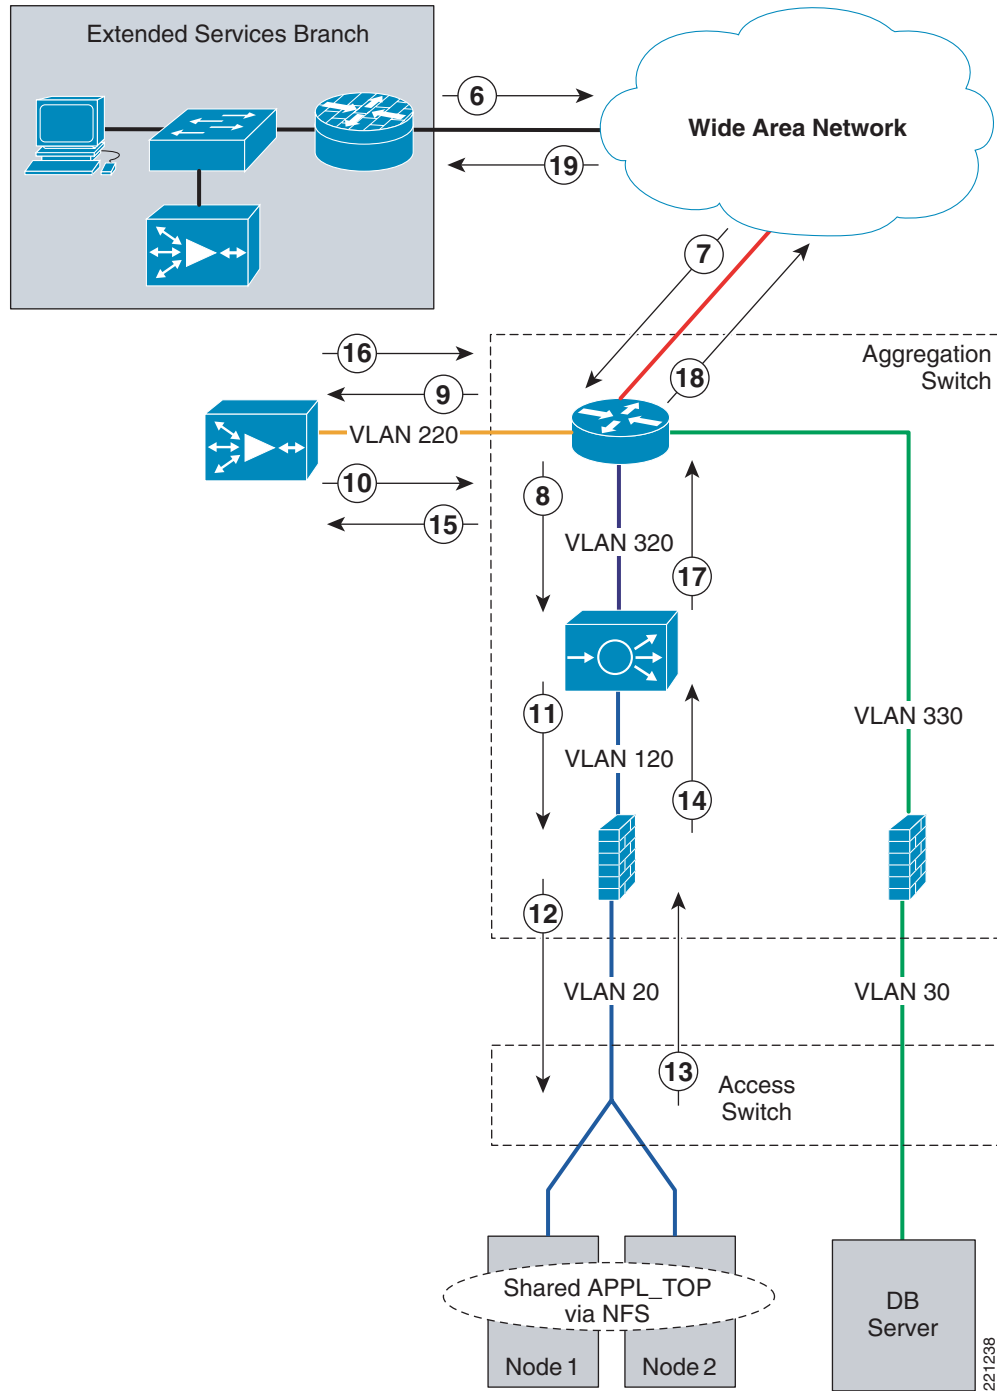 Extended Services Branch
6
Wide Area Network
19
7
16
Aggregation
Switch
18
9
VLAN 220
10
8
15
VLAN 320
17
11
VLAN 330
VLAN 120
14
12
VLAN 20
VLAN 30
13
Access
Switch
Shared APPL_TOP
via NFS
DB
Server
Node 1
Node 2
221238